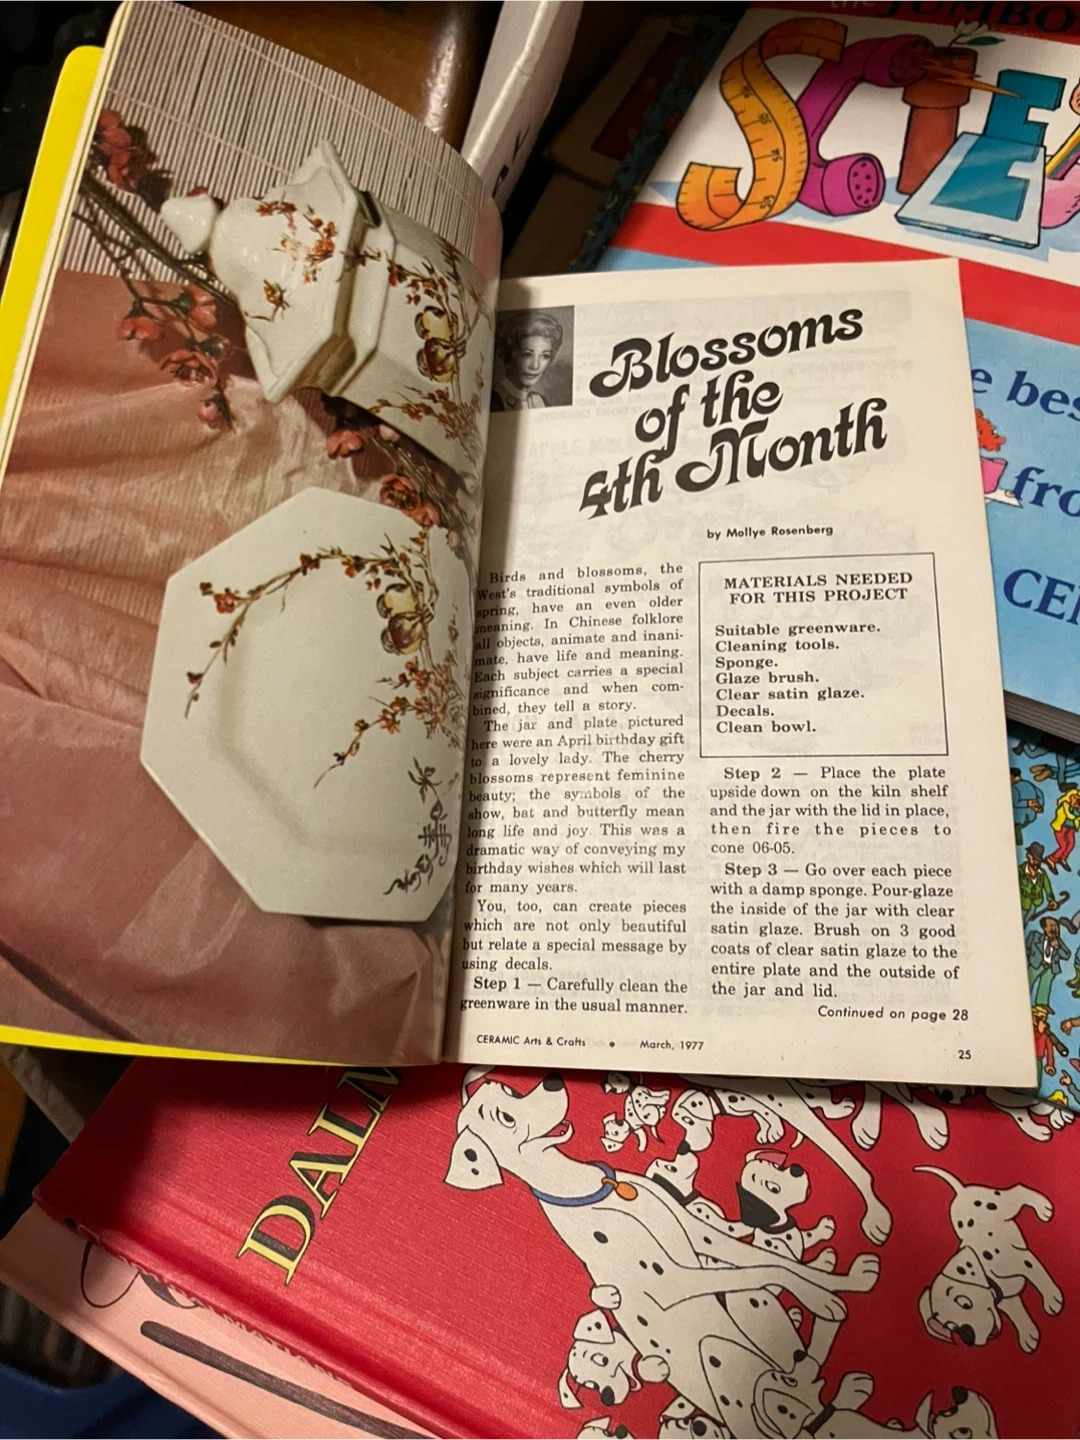 the JUMBO
SCIE
e bes
fro
CE
Blossoms
of the
4th Month
by Mollye Rosenberg
Birds and blossoms, the
West's traditional symbols of
spring, have an even older
meaning. In Chinese folklore
all objects, animate and inani-
mate, have life and meaning.
Each subject carries a special
significance and when com-
bined, they tell a story.
The jar and plate pictured
here were an April birthday gift
to a lovely lady. The cherry
blossoms represent feminine
beauty; the symbols of the
show, bat and butterfly mean
long life and joy. This was a
dramatic way of conveying my
birthday wishes which will last
for many years.
You, too, can create pieces
which are not only beautiful
but relate a special message by
using decals.
Step 1 — Carefully clean the
greenware in the usual manner.
MATERIALS NEEDED
FOR THIS PROJECT
Suitable greenware.
Cleaning tools.
Sponge.
Glaze brush.
Clear satin glaze.
Decals.
Clean bowl.
Step 2 — Place the plate
upside down on the kiln shelf
and the jar with the lid in place,
then fire the pieces to
cone 06-05.
Step 3 — Go over each piece
with a damp sponge. Pour-glaze
the inside of the jar with clear
satin glaze. Brush on 3 good
coats of clear satin glaze to the
entire plate and the outside of
the jar and lid.
Continued on page 28
CERAMIC Arts & Crafts • March, 1977
25
DALM